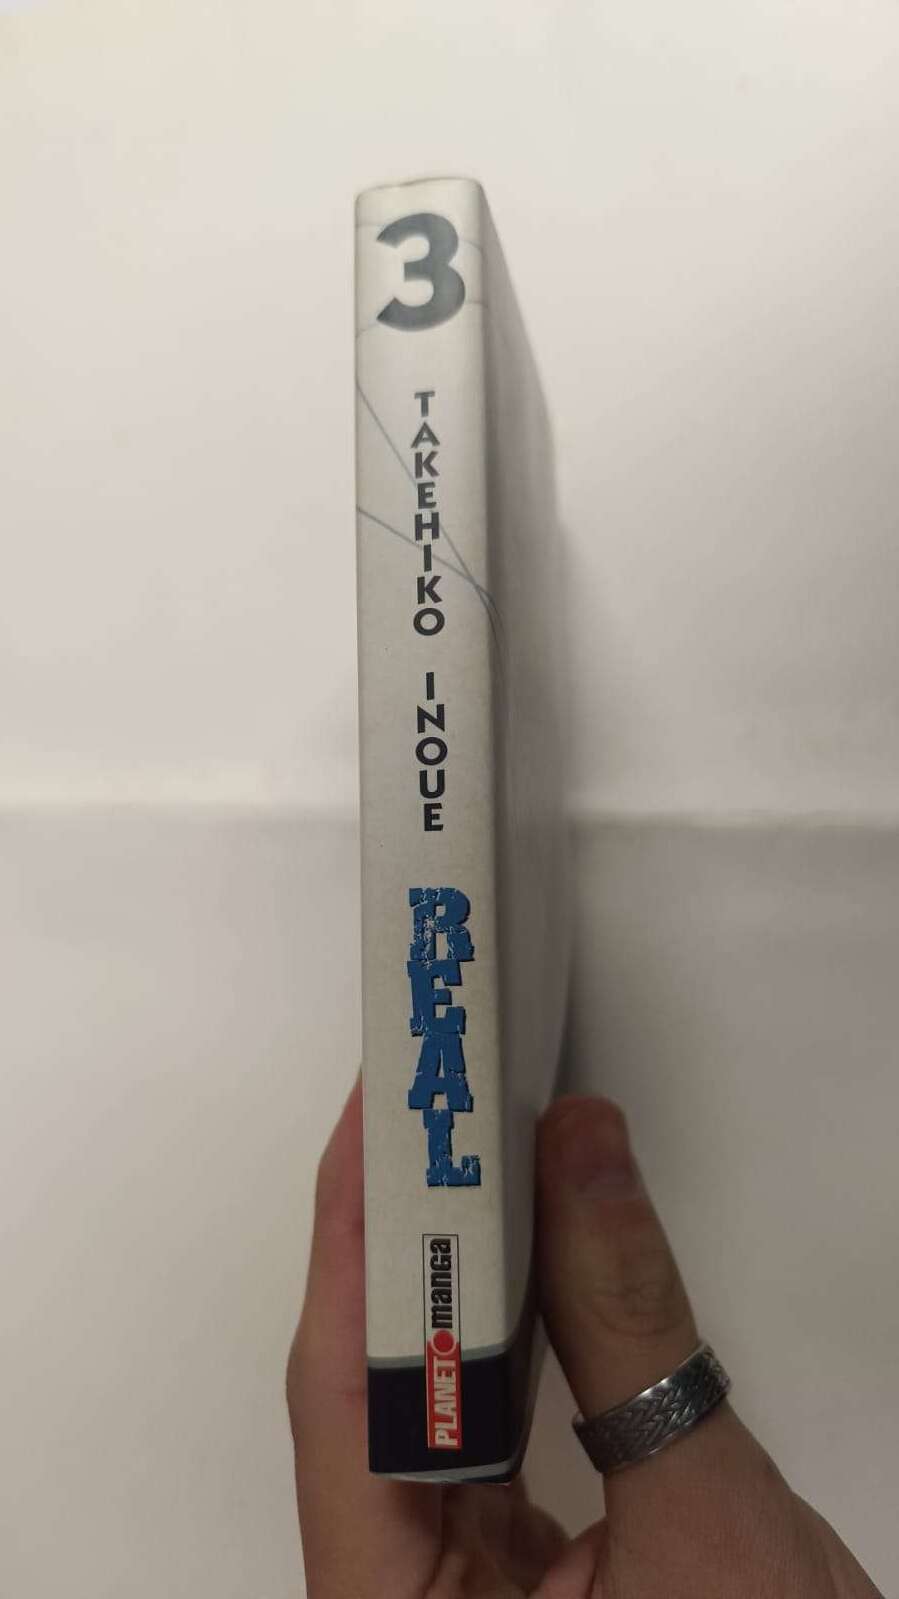 3
TAKEHIKO INOUE
REAL
PLANET manga